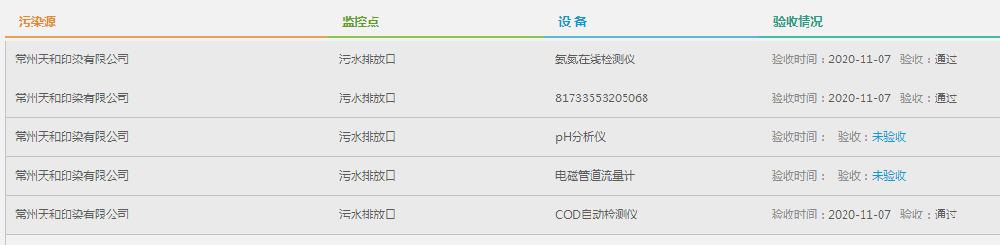 污染源 监控点 设 备 验收情况
常州天和印染有限公司 污水排放口 氨氮在线检测仪 验收时间：2020-11-07 验收：通过
常州天和印染有限公司 污水排放口 81733553205068 验收时间：2020-11-07 验收：通过
常州天和印染有限公司 污水排放口 pH分析仪 验收时间： 验收：未验收
常州天和印染有限公司 污水排放口 电磁管道流量计 验收时间： 验收：未验收
常州天和印染有限公司 污水排放口 COD自动检测仪 验收时间：2020-11-07 验收：通过